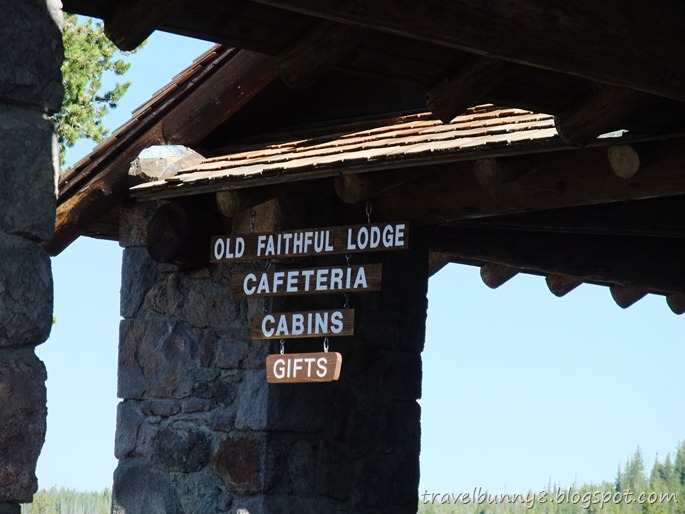 OLD FAITHFUL LODGE
CAFETERIA
CABINS
GIFTS
travelbunny8.blogspot.com